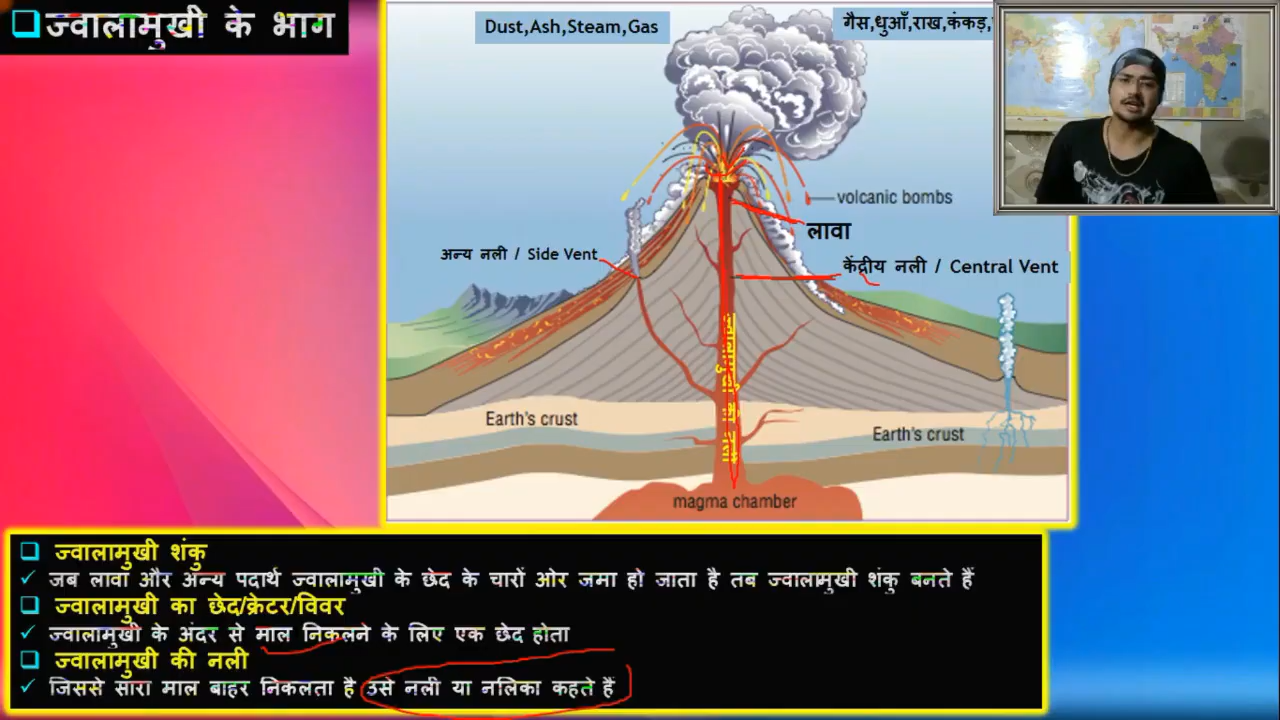 ज्वालामुखी के भाग
Dust,Ash,Steam,Gas
गैस,धुआँ,राख,कंकड़,
volcanic bombs
लावा
अन्य नली / Side Vent
केंद्रीय नली / Central Vent
Earth's crust
Earth's crust
magma chamber
ज्वालामुखी शंकु
जब लावा और अन्य पदार्थ ज्वालामुखी के छेद के चारों ओर जमा हो जाता है तब ज्वालामुखी शंकु बनते हैं
ज्वालामुखी का छेद/क्रेटर/विवर
ज्वालामुखी के अंदर से माल निकलने के लिए एक छेद होता
ज्वालामुखी की नली
जिससे सारा माल बाहर निकलता है उसे नली या नलिका कहते हैं